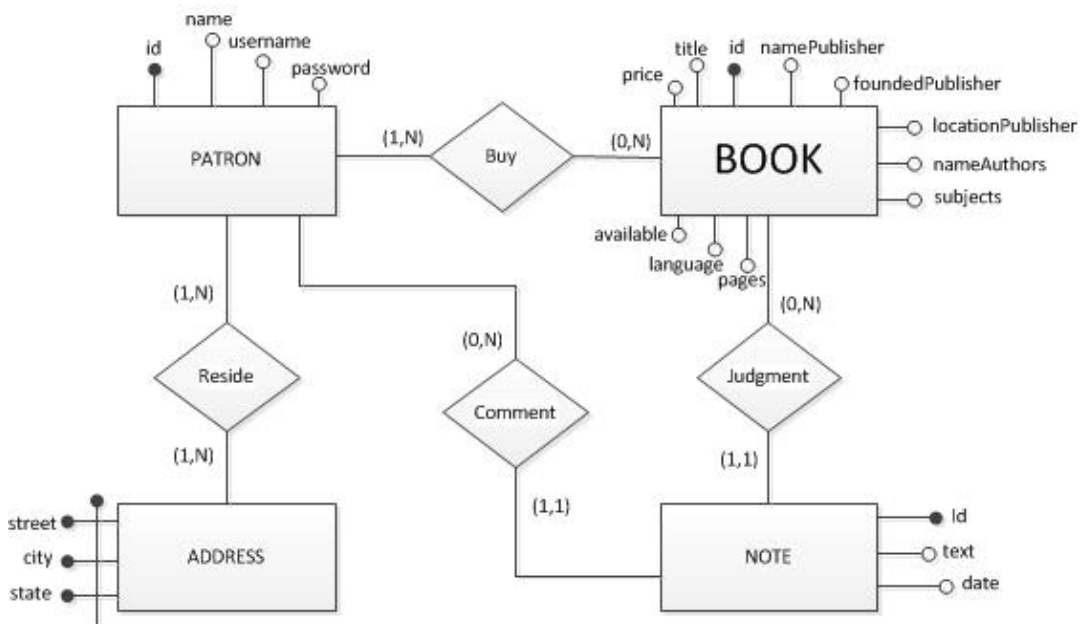 name
id
username
password
title
id
namePublisher
price
foundedPublisher
locationPublisher
nameAuthors
subjects
PATRON
(1,N)
Buy
(0,N)
BOOK
available
language
pages
(1,N)
(0,N)
(0,N)
Reside
Comment
Judgment
(1,N)
(1,1)
(1,1)
street
city
state
ADDRESS
NOTE
Id
text
date